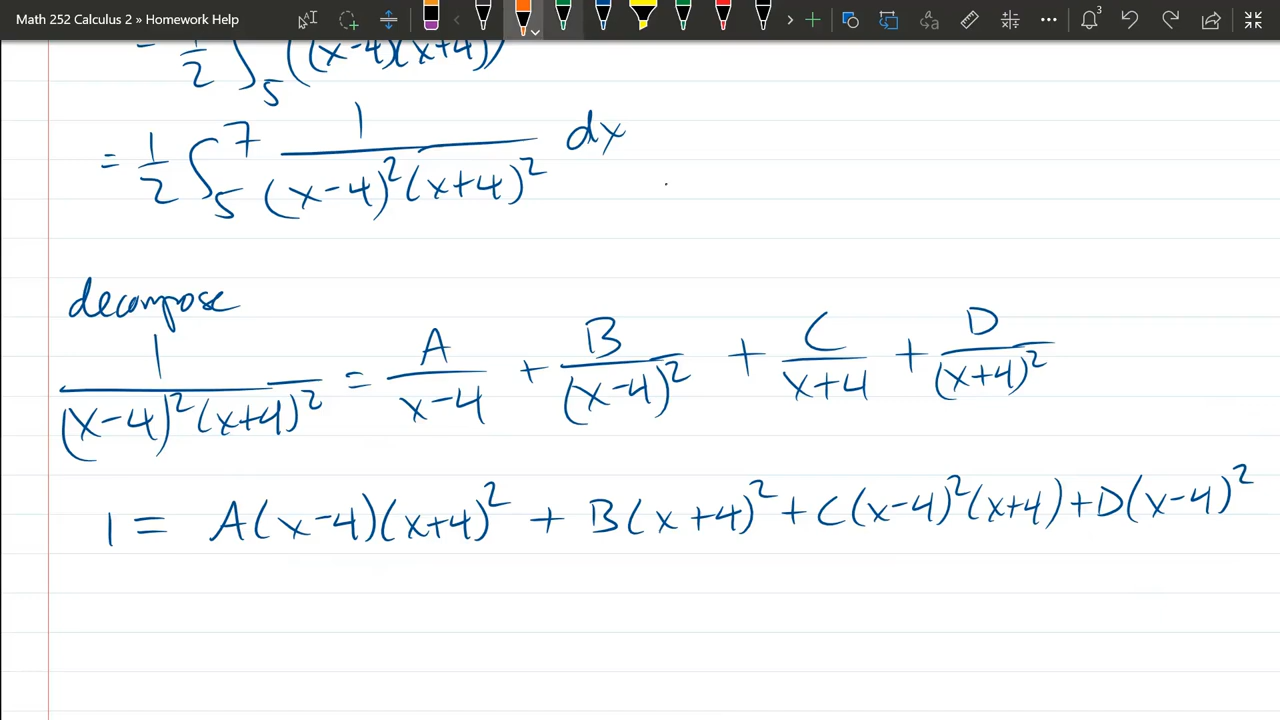 Math 252 Calculus 2 » Homework Help
3
= 1/2 ∫_5 ((x-4)(x+4))
= 1/2 ∫_5^7 1/((x-4)^2(x+4)^2) dx
decompose
1/((x-4)^2(x+4)^2) = A/(x-4) + B/(x-4)^2 + C/(x+4) + D/(x+4)^2
1 = A(x-4)(x+4)^2 + B(x+4)^2 + C(x-4)^2(x+4) + D(x-4)^2